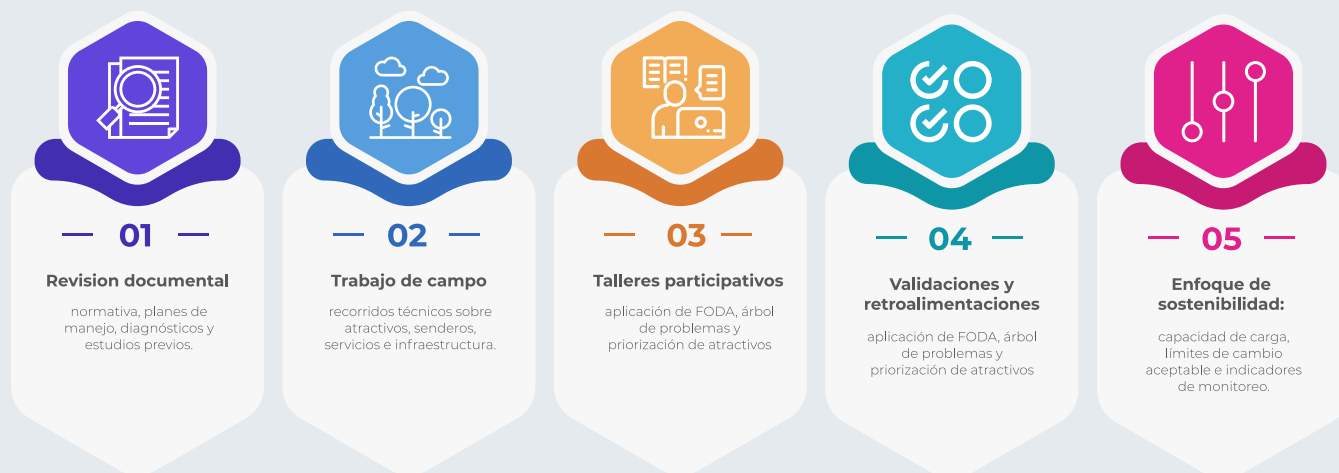 01
Revision documental
normativa, planes de
manejo, diagnósticos y
estudios previos.
02
Trabajo de campo
recorridos técnicos sobre
atractivos, senderos,
servicios e infraestructura.
03
Talleres participativos
aplicación de FODA, árbol
de problemas y
priorización de atractivos
04
Validaciones y
retroalimentaciones
aplicación de FODA, árbol
de problemas y
priorización de atractivos
05
Enfoque de
sostenibilidad:
capacidad de carga,
límites de cambio
aceptable e indicadores
de monitoreo.